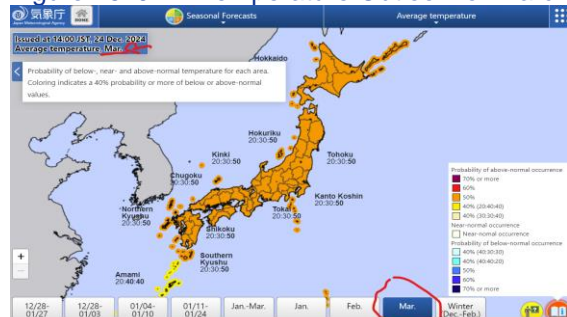 気象庁
Japan Meteorological Agency
HOME
Seasonal Forecasts
Average temperature
Issued at 14:00 JST 24 Dec. 2024
Average temperature, Mar.
Probability of below-, near- and above-normal temperature for each area.
Coloring indicates a 40% probability or more of below or above-normal
values.
Hokkaido
Hokuriku
20:30:50
Tohoku
20:30:50
Kinki
20:30:50
Chugoku
20:30:50
Kanto Koshin
20:30:50
Northern
Kyushu
20:30:50
Tokai
20:30:50
Shikoku
20:30:50
Southern
Kyushu
20:30:50
Amami
20:40:40
Probability of above-normal occurrence
70% or more
60%
50%
40% (20:40:40)
40% (30:30:40)
Near-normal occurrence
Near-normal occurrence
Probability of below-normal occurrence
40% (40:30:30)
40% (40:40:20)
50%
60%
70% or more
+
−
12/28-
01/27
12/28-
01/03
01/04-
01/10
01/11-
01/24
Jan.-Mar.
Jan.
Feb.
Mar.
Winter
(Dec.-Feb.)